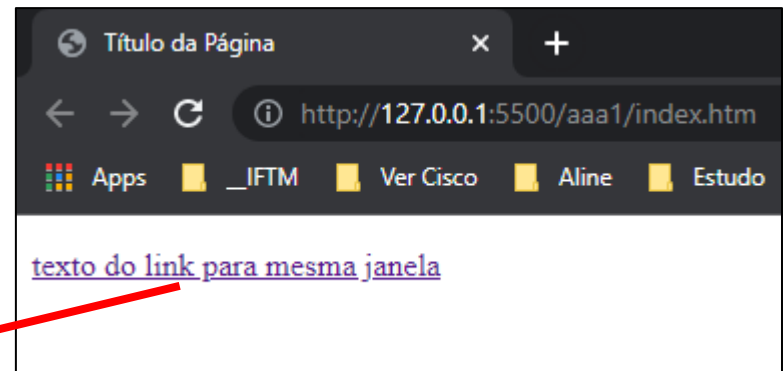 Título da Página
http://127.0.0.1:5500/aaa1/index.htm
Apps __IFTM Ver Cisco Aline Estudo
texto do link para mesma janela